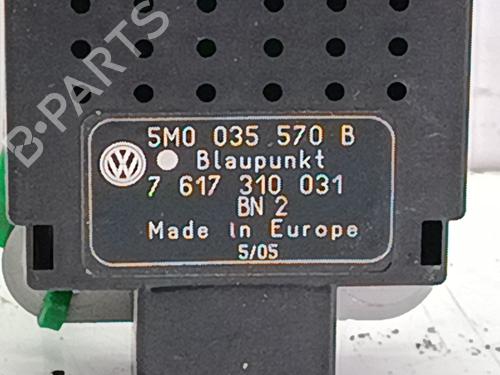 B-PARTS
5M0 035 570 B
Blaupunkt
7 617 310 031
BN 2
Made in Europe
5/05